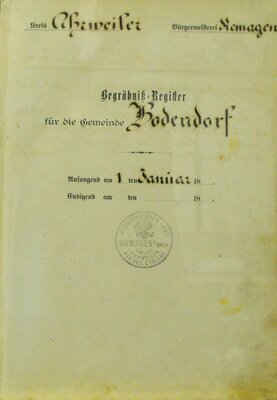 Kreis Ahrweiler Bürgermeisterei Remagen
Begräbniß-Register
für die Gemeinde Bodendorf
Anfangend am 1 ten Januar 18 .
Endigend am ten 18 .
REMAGEN